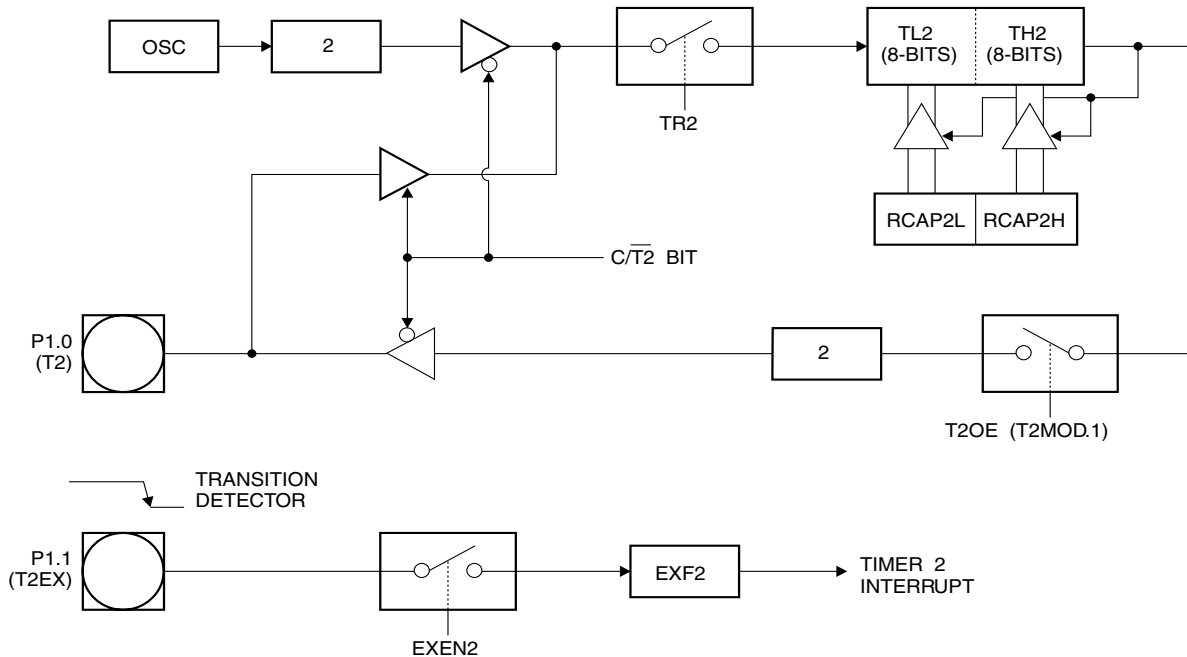 OSC
2
TR2
TL2
(8-BITS)
TH2
(8-BITS)
RCAP2L
RCAP2H
C/T2̅ BIT
P1.0
(T2)
2
T2OE (T2MOD.1)
TRANSITION
DETECTOR
P1.1
(T2EX)
EXEN2
EXF2
TIMER 2
INTERRUPT